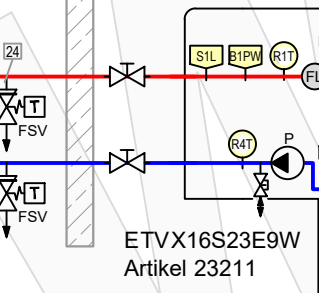 24
S1L B1PW R1T
FL
T
FSV
R4T P
T
FSV
ETVX16S23E9W
Artikel 23211